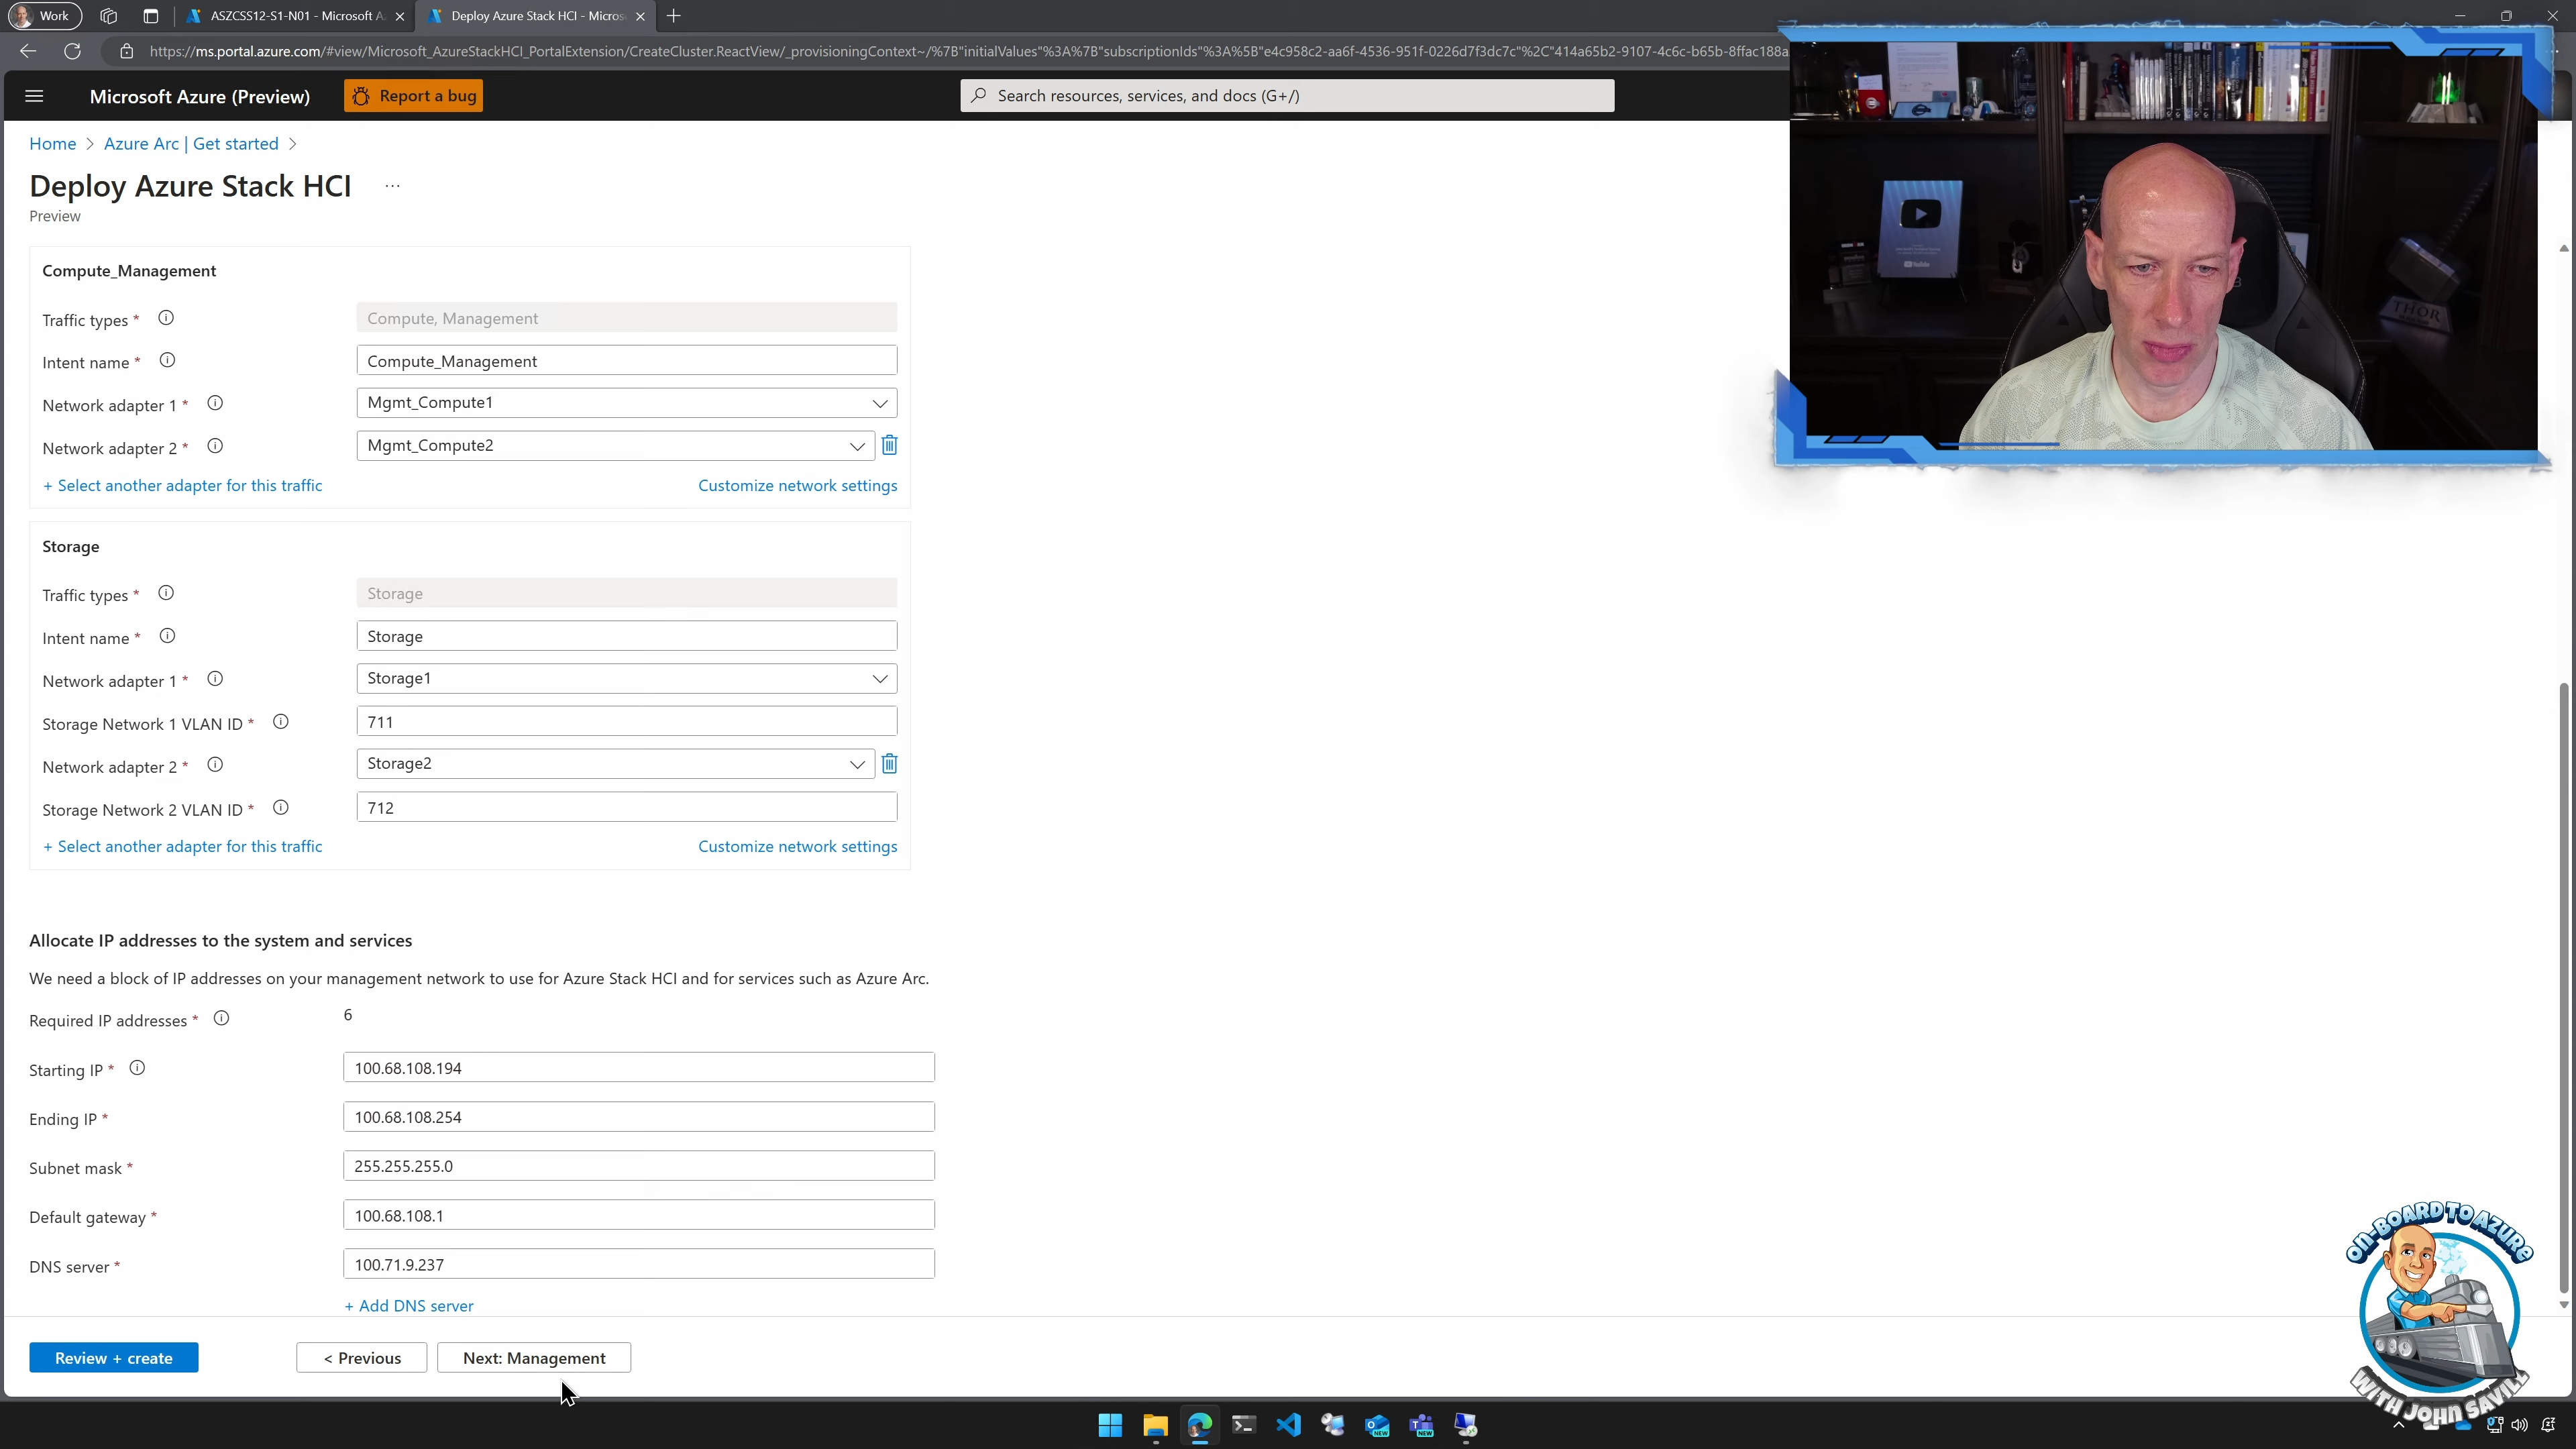 Work
ASZCSS12-S1-N01 - Microsoft A
Deploy Azure Stack HCI - Micros
https://ms.portal.azure.com/#view/Microsoft_AzureStackHCI_PortalExtension/CreateCluster.ReactView/_provisioningContext~/%7B"initialValues"%3A%7B"subscriptionIds"%3A%5B"e4c958c2-aa6f-4536-951f-0226d7f3dc7c"%2C"414a65b2-9107-4c6c-b65b-8ffac188a
Microsoft Azure (Preview)
Report a bug
Search resources, services, and docs (G+/)
Home > Azure Arc | Get started >
Deploy Azure Stack HCI ...
Preview
Compute_Management
Traffic types * Compute, Management
Intent name * Compute_Management
Network adapter 1 * Mgmt_Compute1
Network adapter 2 * Mgmt_Compute2
+ Select another adapter for this traffic Customize network settings
Storage
Traffic types * Storage
Intent name * Storage
Network adapter 1 * Storage1
Storage Network 1 VLAN ID * 711
Network adapter 2 * Storage2
Storage Network 2 VLAN ID * 712
+ Select another adapter for this traffic Customize network settings
Allocate IP addresses to the system and services
We need a block of IP addresses on your management network to use for Azure Stack HCI and for services such as Azure Arc.
Required IP addresses * 6
Starting IP * 100.68.108.194
Ending IP * 100.68.108.254
Subnet mask * 255.255.255.0
Default gateway * 100.68.108.1
DNS server * 100.71.9.237
+ Add DNS server
Review + create
< Previous
Next: Management
THOR
YouTube
ON-BOARD TO AZURE
WITH JOHN SAVILL
NEW
NEW